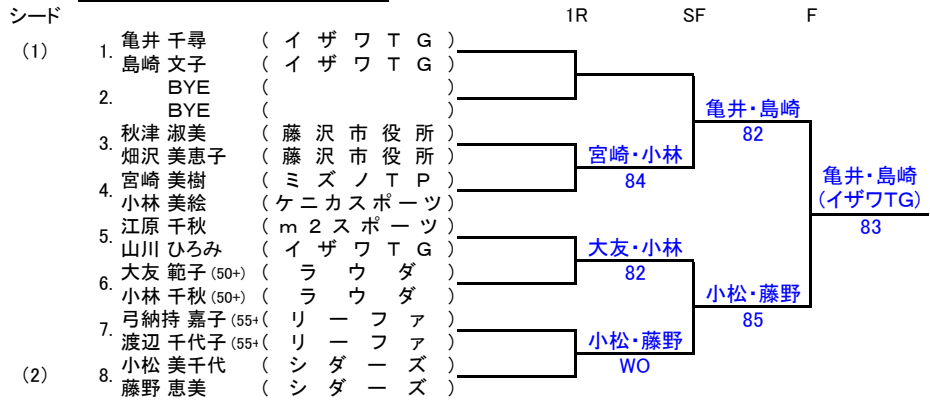 シード 1R SF F
(1) 1. 亀井 千尋 (イザワTG)
島崎 文子 (イザワTG)
2. BYE ( )
BYE ( )
亀井・島崎
82
3. 秋津 淑美 (藤沢市役所)
畑沢 美恵子 (藤沢市役所)
宮崎・小林
84
4. 宮崎 美樹 (ミズノTP)
小林 美絵 (ケニカスポーツ)
亀井・島崎
(イザワTG)
83
5. 江原 千秋 (m2スポーツ)
山川 ひろみ (イザワTG)
大友・小林
82
6. 大友 範子 (50+) (ラウダ)
小林 千秋 (50+) (ラウダ)
小松・藤野
85
7. 弓納持 嘉子 (55+ (リーファ)
渡辺 千代子 (55+ (リーファ)
小松・藤野
WO
(2) 8. 小松 美千代 (シダーズ)
藤野 恵美 (シダーズ)